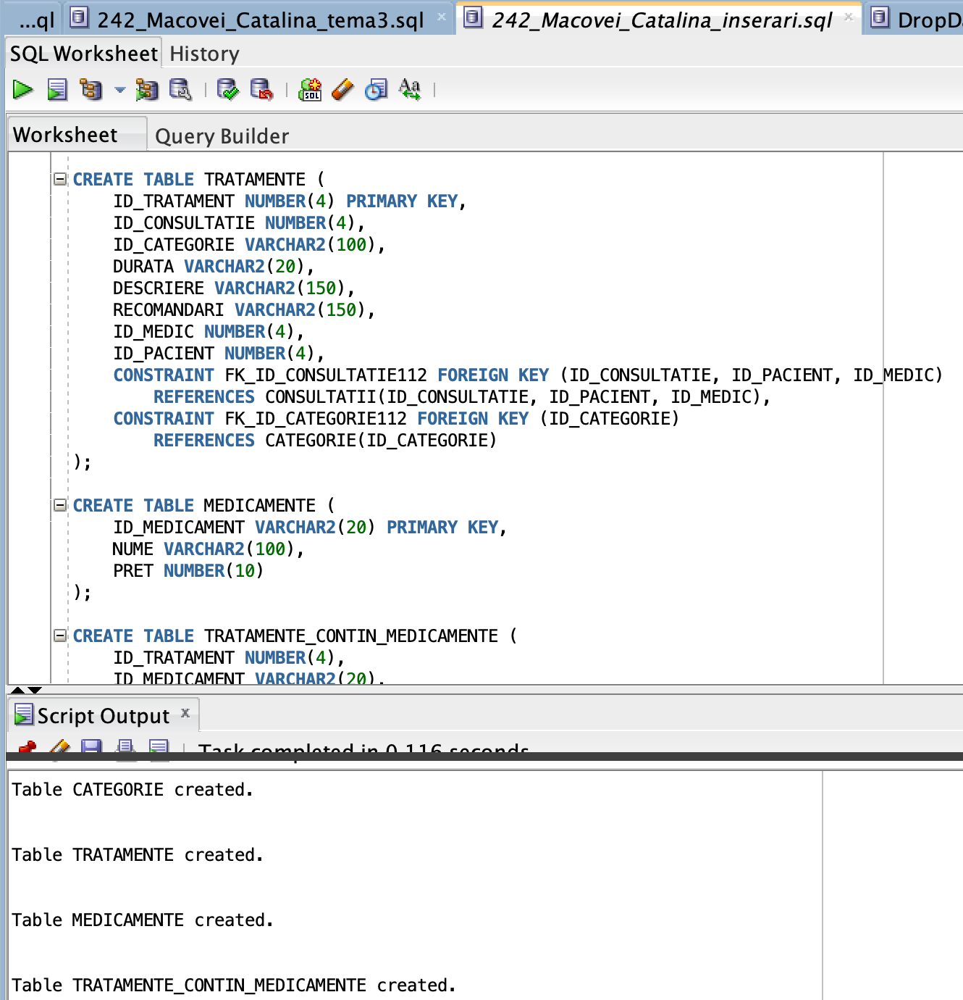 ...ql 242_Macovei_Catalina_tema3.sql 242_Macovei_Catalina_inserari.sql
SQL Worksheet History
SQL Aa
Worksheet Query Builder
CREATE TABLE TRATAMENTE (
ID_TRATAMENT NUMBER(4) PRIMARY KEY,
ID_CONSULTATIE NUMBER(4),
ID_CATEGORIE VARCHAR2(100),
DURATA VARCHAR2(20),
DESCRIERE VARCHAR2(150),
RECOMANDARI VARCHAR2(150),
ID_MEDIC NUMBER(4),
ID_PACIENT NUMBER(4),
CONSTRAINT FK_ID_CONSULTATIE112 FOREIGN KEY (ID_CONSULTATIE, ID_PACIENT, ID_MEDIC)
REFERENCES CONSULTATII(ID_CONSULTATIE, ID_PACIENT, ID_MEDIC),
CONSTRAINT FK_ID_CATEGORIE112 FOREIGN KEY (ID_CATEGORIE)
REFERENCES CATEGORIE(ID_CATEGORIE)
);
CREATE TABLE MEDICAMENTE (
ID_MEDICAMENT VARCHAR2(20) PRIMARY KEY,
NUME VARCHAR2(100),
PRET NUMBER(10)
);
CREATE TABLE TRATAMENTE_CONTIN_MEDICAMENTE (
ID_TRATAMENT NUMBER(4),
ID_MEDICAMENT VARCHAR2(20),
Script Output
Task completed in 0.116 seconds
Table CATEGORIE created.
Table TRATAMENTE created.
Table MEDICAMENTE created.
Table TRATAMENTE_CONTIN_MEDICAMENTE created.